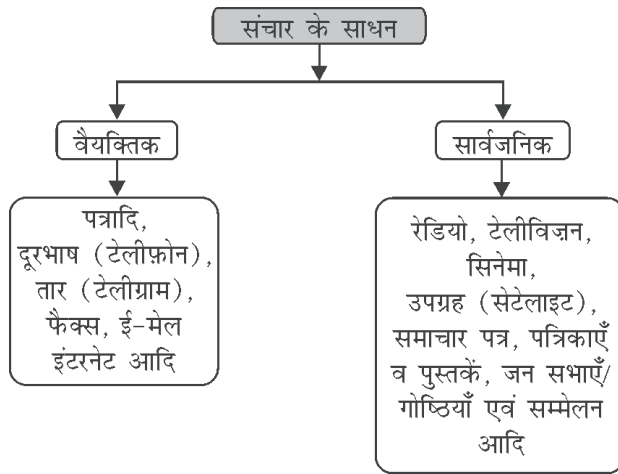 संचार के साधन
वैयक्तिक
सार्वजनिक
पत्रादि,
दूरभाष (टेलीफ़ोन),
तार (टेलीग्राम),
फैक्स, ई-मेल
इंटरनेट आदि
रेडियो, टेलीविज़न,
सिनेमा,
उपग्रह (सेटेलाइट),
समाचार पत्र, पत्रिकाएँ
व पुस्तकें, जन सभाएँ/
गोष्ठियाँ एवं सम्मेलन
आदि